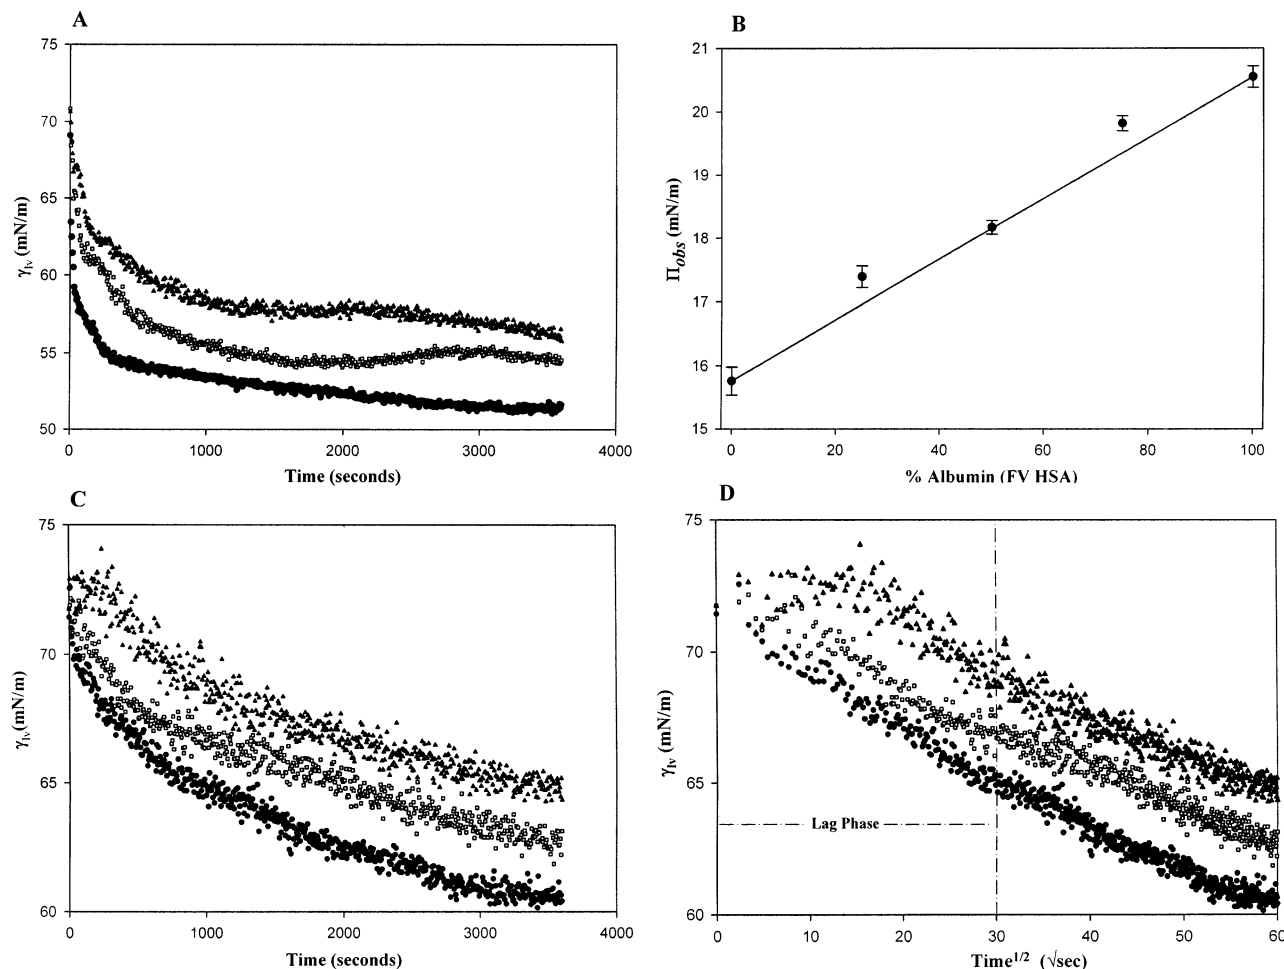 A
75
70
65
60
55
50
γlv (mN/m)
0 1000 2000 3000 4000
Time (seconds)
B
21
20
19
18
17
16
15
Πobs (mN/m)
0 20 40 60 80 100
% Albumin (FV HSA)
C
75
70
65
60
γlv(mN/m)
0 1000 2000 3000 4000
Time (seconds)
D
75
70
65
60
γlv (mN/m)
Lag Phase
0 10 20 30 40 50 60
Time1/2 (√sec)